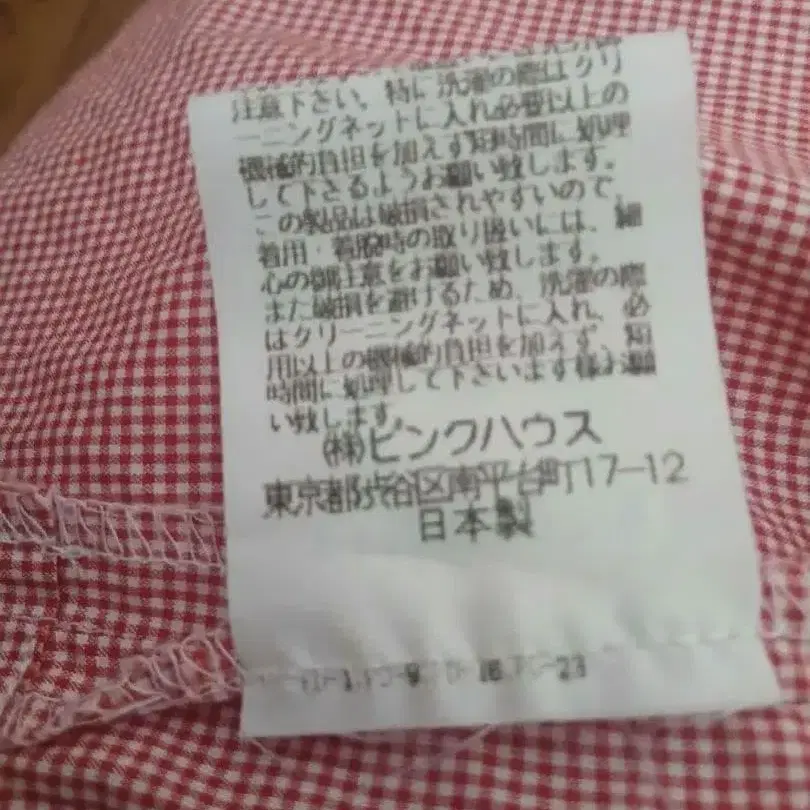 注意下さい。特に洗濯の際はクリ
ーニングネットに入れ必要以上の
機械的負担を加えず短時間に処理
して下さるようお願い致します。
この製品は破損されやすいので、
着用・着脱時の取り扱いには、細
心の御注意をお願い致します。
また破損を避けるため、洗濯の際
はクリーニングネットに入れ、必
用以上の機械的負担を加えず、短
時間に処理して下さいます様お願
い致します。
㈱ピンクハウス
東京都渋谷区南平台町17-12
日本製